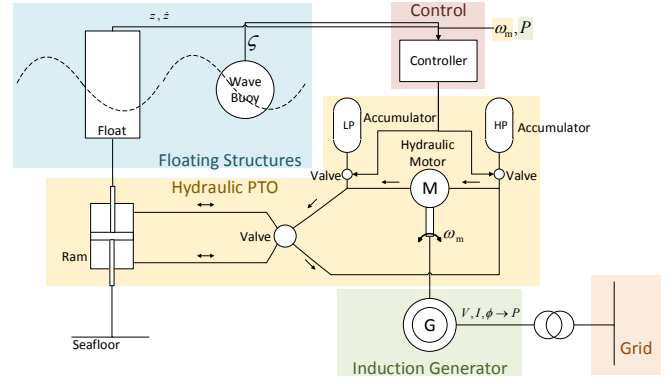 Control
z, ż
ω_m, P
ς
Controller
Wave
Buoy
Float
LP
Accumulator
HP
Accumulator
Hydraulic
Motor
Floating Structures
Valve
Valve
Hydraulic PTO
M
Valve
ω_m
Ram
Seafloor
G
V, I, ϕ → P
Grid
Induction Generator